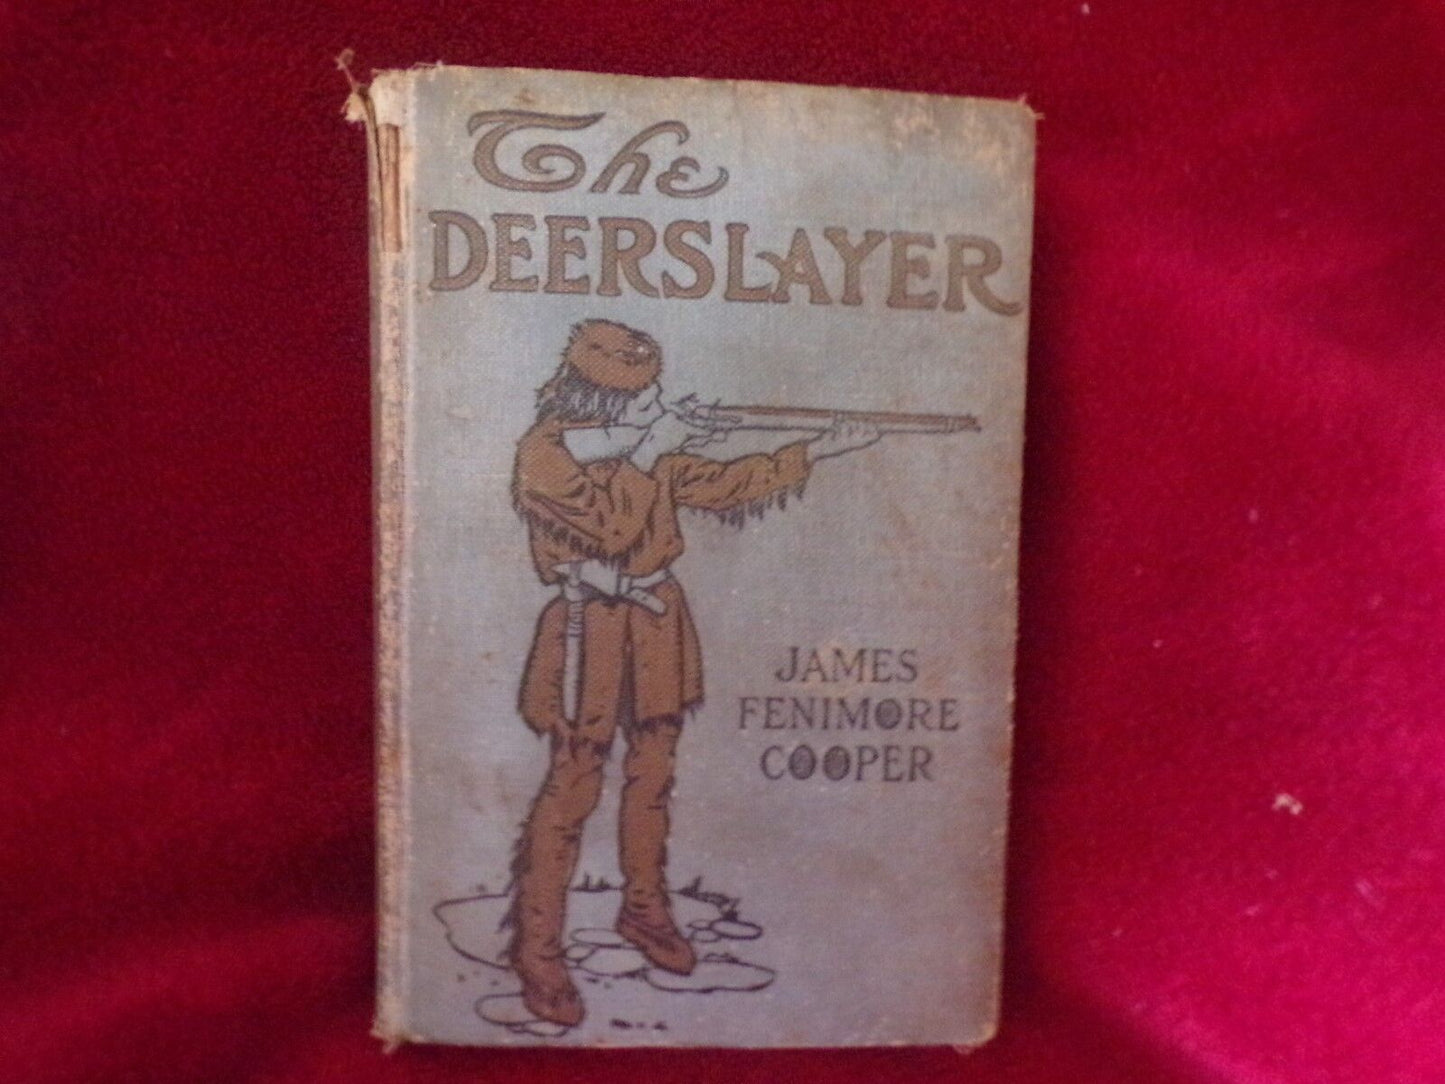 The
DEERSLAYER
JAMES
FENIMORE
COOPER